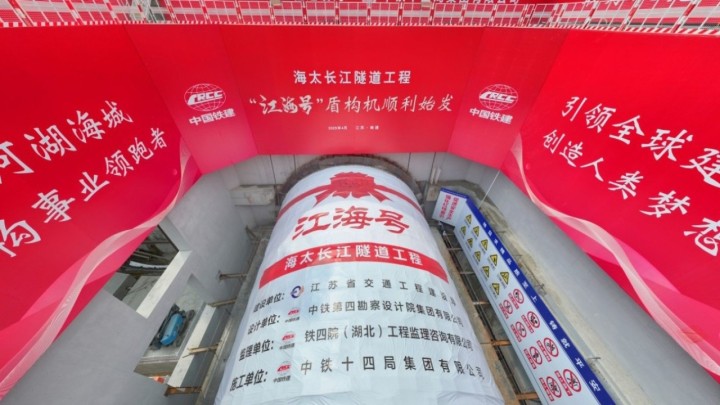 海太长江隧道工程
“江海号”盾构机顺利始发
CRCC
中国铁建
CRCC
中国铁建
河湖海城
构事业领跑者
引领全球建
创造人类梦想
江海号
海太长江隧道工程
建设单位： 江苏省交通工程建设局
设计单位： 中铁第四勘察设计院集团有限公司
监理单位： 铁四院（湖北）工程监理咨询有限公司
施工单位： 中国铁建 中铁十四局集团有限公司